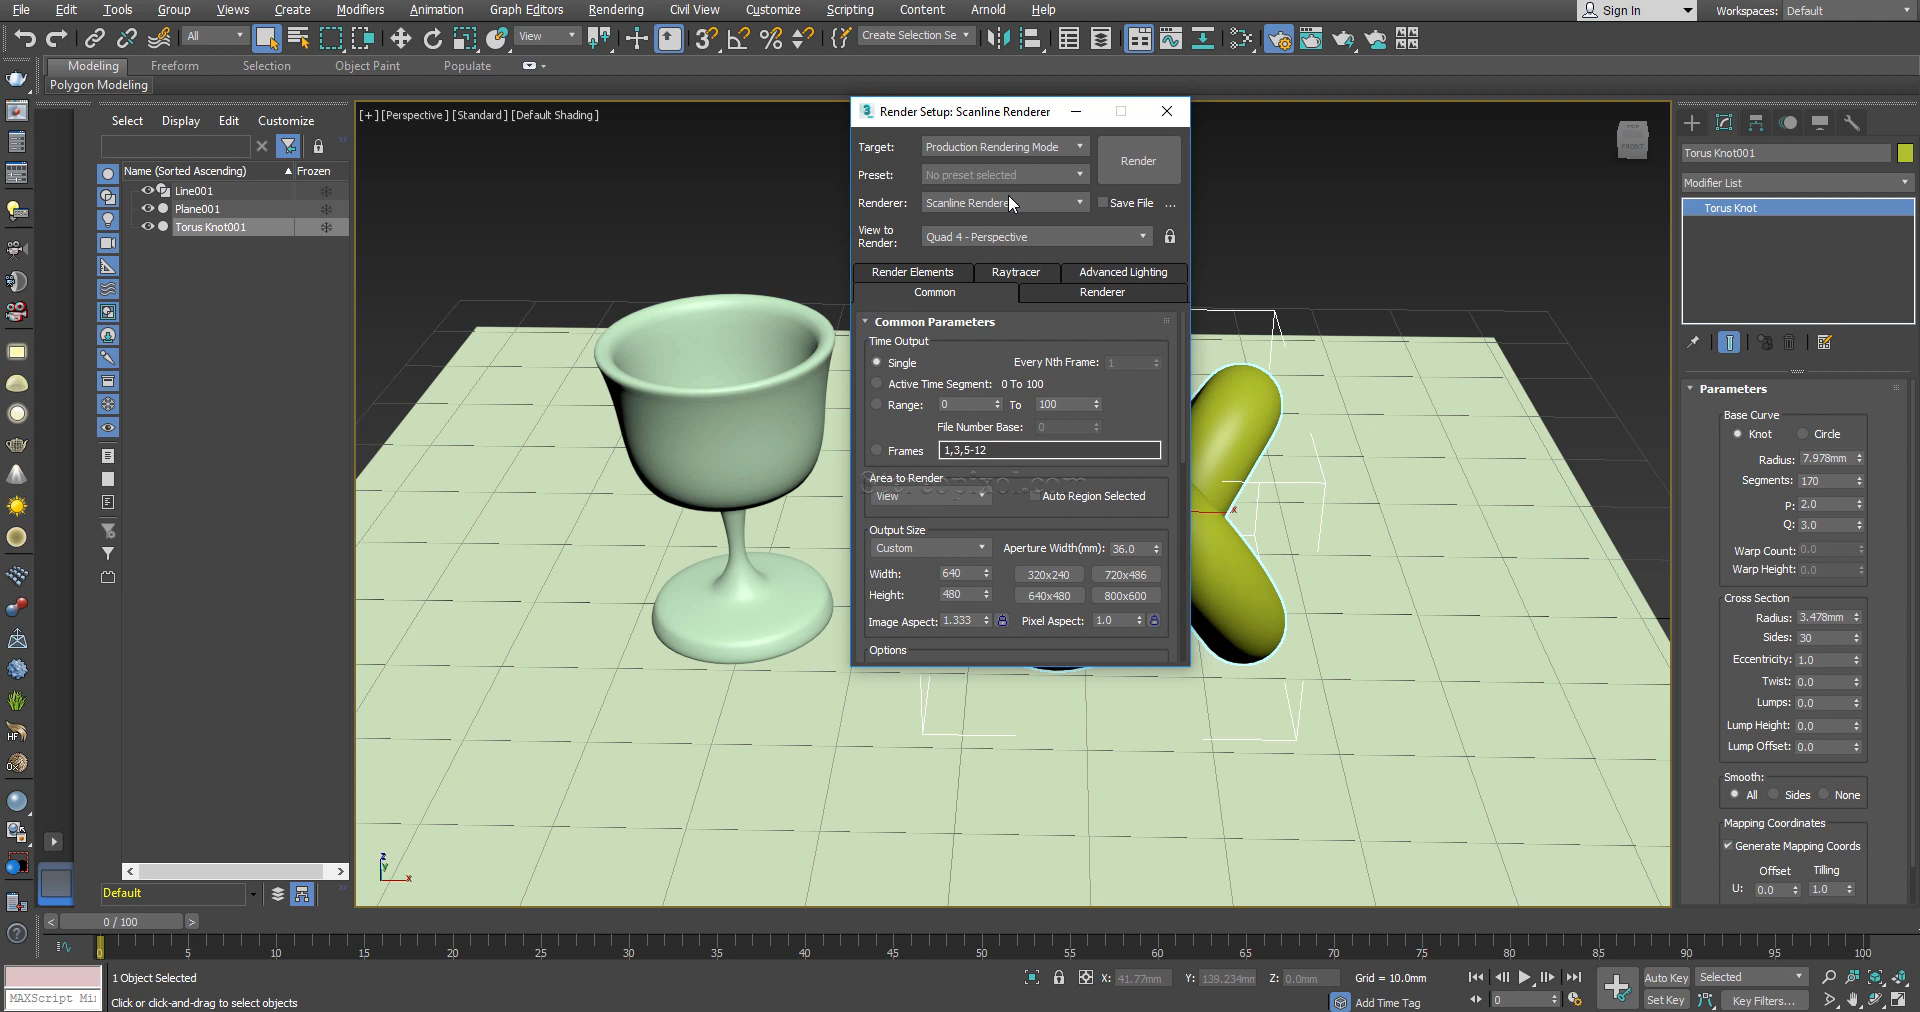 File Edit Tools Group Views Create Modifiers Animation Graph Editors Rendering Civil View Customize Scripting Content Arnold Help Sign In Workspaces: Default
All View Create Selection Se
Modeling Freeform Selection Object Paint Populate
Polygon Modeling
Select Display Edit Customize
Name (Sorted Ascending) Frozen
Line001
Plane001
Torus Knot001
Default
[+] [Perspective] [Standard] [Default Shading]
FRONT
Render Setup: Scanline Renderer
Target: Production Rendering Mode Render
Preset: No preset selected
Renderer: Scanline Rendere Save File ...
View to Render: Quad 4 - Perspective
Render Elements Raytracer Advanced Lighting
Common Renderer
Common Parameters
Time Output
Single Every Nth Frame: 1
Active Time Segment: 0 To 100
Range: 0 To 100
File Number Base: 0
Frames 1,3,5-12
Area to Render
View Auto Region Selected
Output Size
Custom Aperture Width(mm): 36.0
Width: 640 320x240 720x486
Height: 480 640x480 800x600
Image Aspect: 1.333 Pixel Aspect: 1.0
Options
x
z
y
x
Torus Knot001
Modifier List
Torus Knot
Parameters
Base Curve
Knot Circle
Radius: 7.978mm
Segments: 170
P: 2.0
Q: 3.0
Warp Count: 0.0
Warp Height: 0.0
Cross Section
Radius: 3.478mm
Sides: 30
Eccentricity: 1.0
Twist: 0.0
Lumps: 0.0
Lump Height: 0.0
Lump Offset: 0.0
Smooth:
All Sides None
Mapping Coordinates
Generate Mapping Coords
Offset Tilling
U: 0.0 1.0
0 / 100
0 5 10 15 20 25 30 35 40 45 50 55 60 65 70 75 80 85 90 95 100
1 Object Selected X: 41.77mm Y: 139.234mm Z: 0.0mm Grid = 10.0mm Auto Key Selected
MAXScript Mi Click or click-and-drag to select objects Add Time Tag 0 Set Key Key Filters...